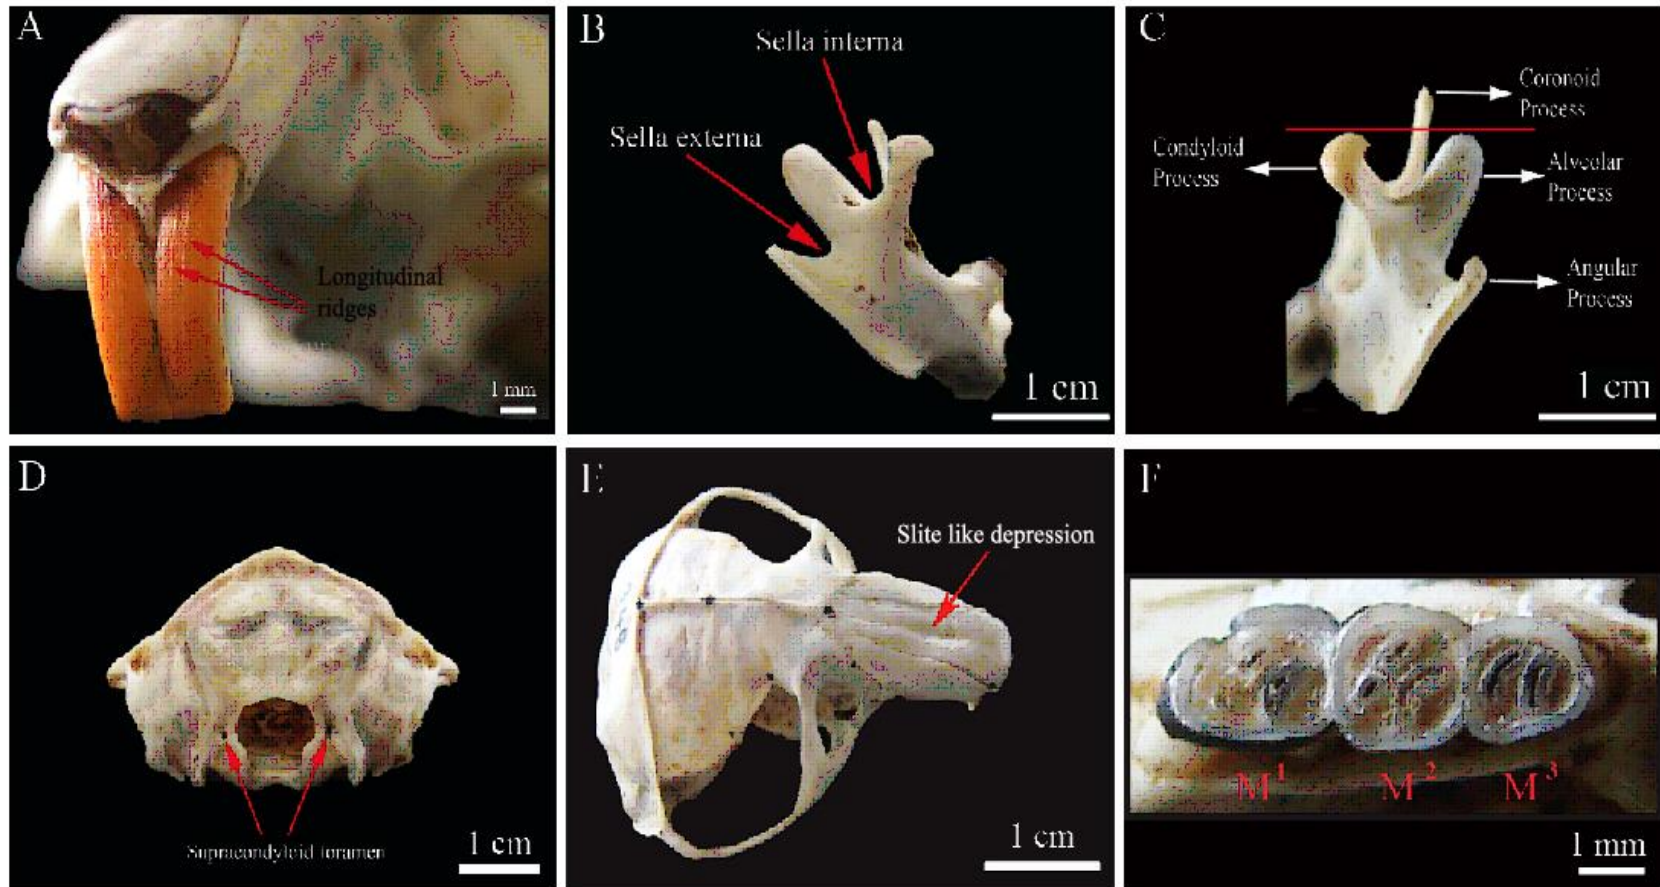 A
Longitudinal
ridges
1 mm
B
Sella interna
Sella externa
1 cm
C
Coronoid
Process
Condyloid
Process
Alveolar
Process
Angular
Process
1 cm
D
Supracondyloid foramen
1 cm
E
Slite like depression
1 cm
F
M¹
M²
M³
1 mm